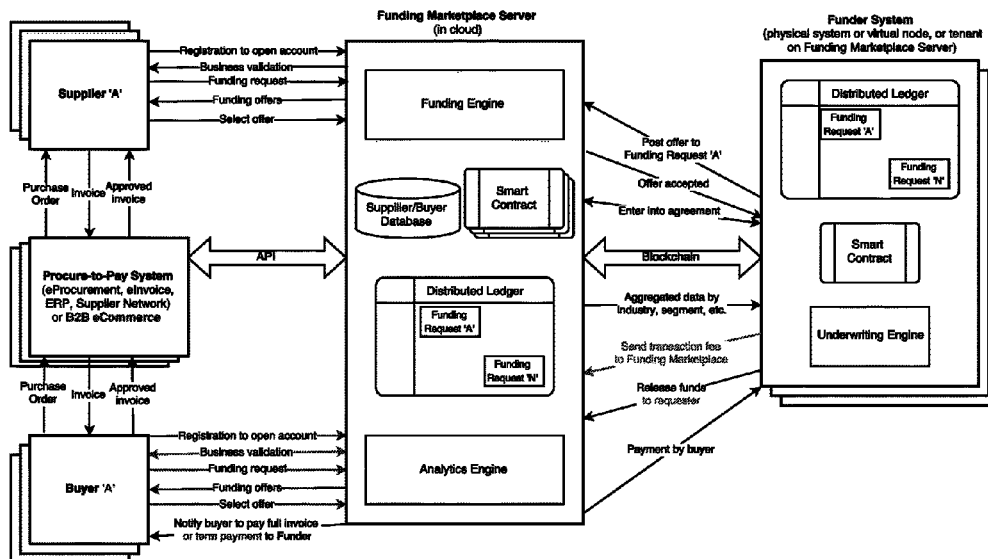 Funding Marketplace Server
(in cloud)
Funder System
(physical system or virtual node, or tenant
on Funding Marketplace Server)
Supplier 'A'
Registration to open account
Business validation
Funding request
Funding offers
Select offer
Purchase
Order
Invoice
Approved
invoice
Procure-to-Pay System
(eProcurement, eInvoice,
ERP, Supplier Network)
or B2B eCommerce
Purchase
Order
Invoice
Approved
invoice
Buyer 'A'
Registration to open account
Business validation
Funding request
Funding offers
Select offer
Notify buyer to pay full invoice
or term payment to Funder
API
Funding Engine
Supplier/Buyer
Database
Smart
Contract
Distributed Ledger
Funding
Request 'A'
Funding
Request 'N'
Analytics Engine
Post offer to
Funding Request 'A'
Offer accepted
Enter into agreement
Blockchain
Aggregated data by
industry, segment, etc.
Send transaction fee
to Funding Marketplace
Release funds
to requester
Payment by buyer
Distributed Ledger
Funding
Request 'A'
Funding
Request 'N'
Smart
Contract
Underwriting Engine